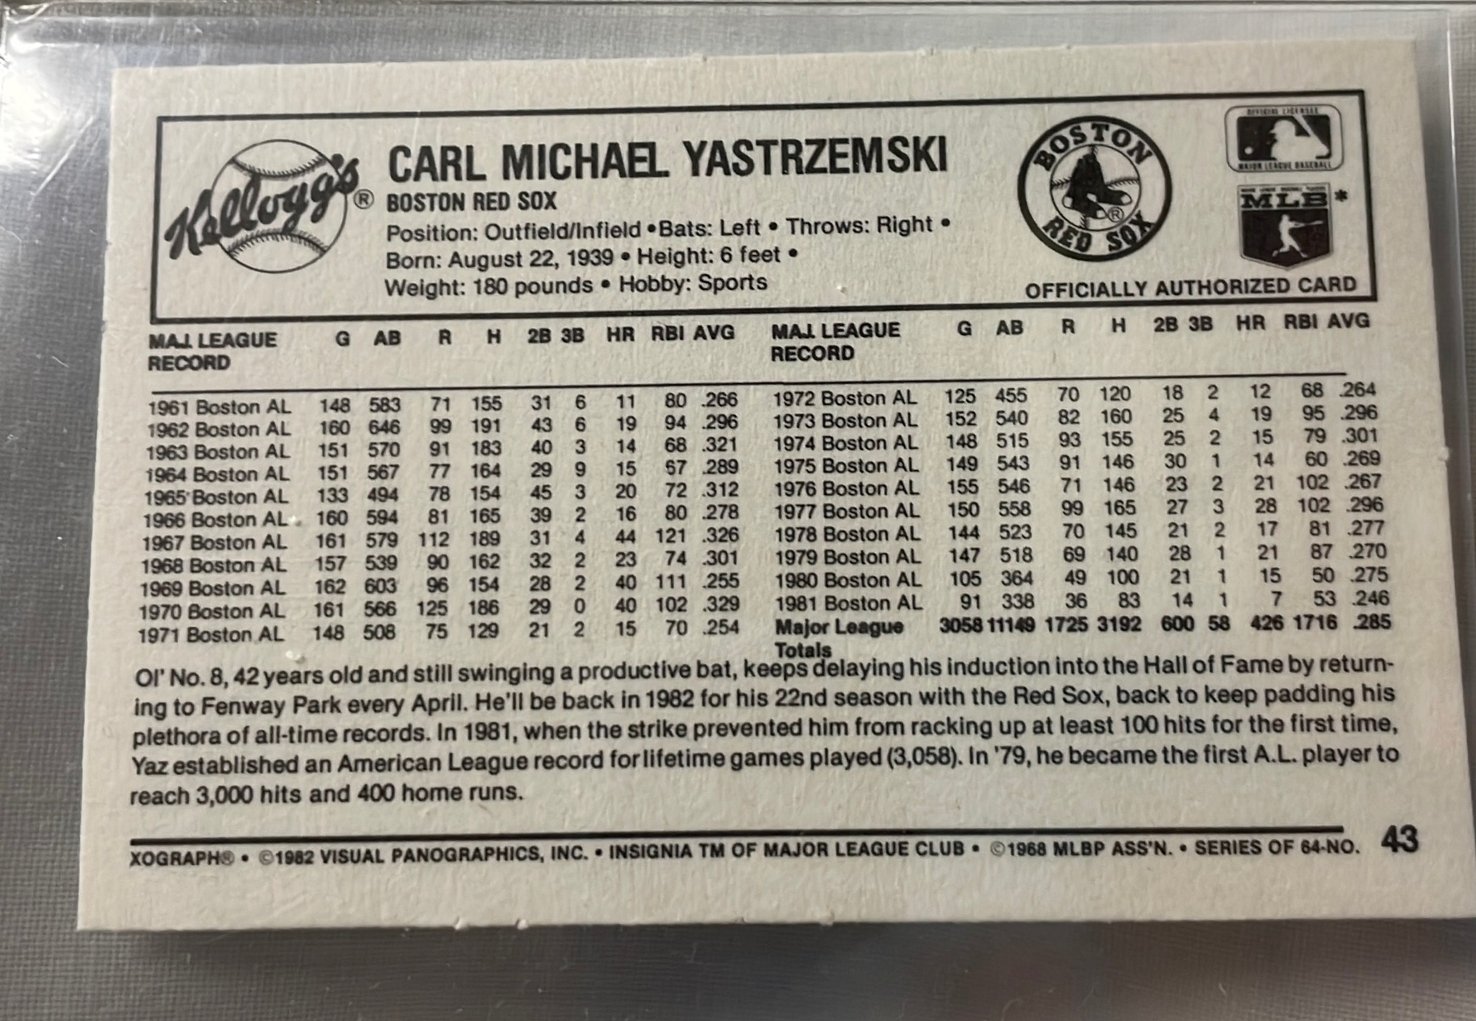 Kellogg's ®
CARL MICHAEL YASTRZEMSKI
BOSTON RED SOX
Position: Outfield/Infield • Bats: Left • Throws: Right •
Born: August 22, 1939 • Height: 6 feet •
Weight: 180 pounds • Hobby: Sports
BOSTON RED SOX ®
OFFICIAL LICENSEE
MAJOR LEAGUE BASEBALL
MLB *
OFFICIALLY AUTHORIZED CARD
MAJ. LEAGUE RECORD G AB R H 2B 3B HR RBI AVG
1961 Boston AL 148 583 71 155 31 6 11 80 .266
1962 Boston AL 160 646 99 191 43 6 19 94 .296
1963 Boston AL 151 570 91 183 40 3 14 68 .321
1964 Boston AL 151 567 77 164 29 9 15 67 .289
1965 Boston AL 133 494 78 154 45 3 20 72 .312
1966 Boston AL 160 594 81 165 39 2 16 80 .278
1967 Boston AL 161 579 112 189 31 4 44 121 .326
1968 Boston AL 157 539 90 162 32 2 23 74 .301
1969 Boston AL 162 603 96 154 28 2 40 111 .255
1970 Boston AL 161 566 125 186 29 0 40 102 .329
1971 Boston AL 148 508 75 129 21 2 15 70 .254
MAJ. LEAGUE RECORD G AB R H 2B 3B HR RBI AVG
1972 Boston AL 125 455 70 120 18 2 12 68 .264
1973 Boston AL 152 540 82 160 25 4 19 95 .296
1974 Boston AL 148 515 93 155 25 2 15 79 .301
1975 Boston AL 149 543 91 146 30 1 14 60 .269
1976 Boston AL 155 546 71 146 23 2 21 102 .267
1977 Boston AL 150 558 99 165 27 3 28 102 .296
1978 Boston AL 144 523 70 145 21 2 17 81 .277
1979 Boston AL 147 518 69 140 28 1 21 87 .270
1980 Boston AL 105 364 49 100 21 1 15 50 .275
1981 Boston AL 91 338 36 83 14 1 7 53 .246
Major League Totals 3058 11149 1725 3192 600 58 426 1716 .285
Ol' No. 8, 42 years old and still swinging a productive bat, keeps delaying his induction into the Hall of Fame by return-
ing to Fenway Park every April. He'll be back in 1982 for his 22nd season with the Red Sox, back to keep padding his
plethora of all-time records. In 1981, when the strike prevented him from racking up at least 100 hits for the first time,
Yaz established an American League record for lifetime games played (3,058). In '79, he became the first A.L. player to
reach 3,000 hits and 400 home runs.
XOGRAPH® • ©1982 VISUAL PANOGRAPHICS, INC. • INSIGNIA TM OF MAJOR LEAGUE CLUB • ©1968 MLBP ASS'N. • SERIES OF 64-NO. 43